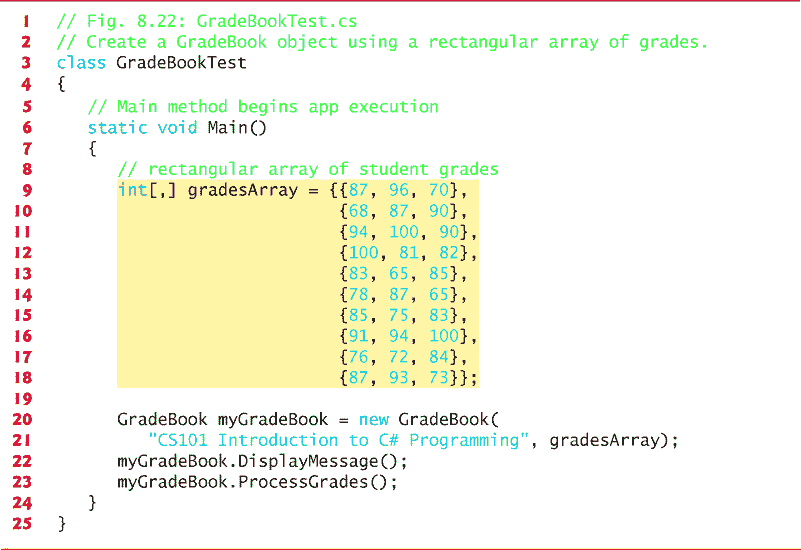 1 // Fig. 8.22: GradeBookTest.cs
2 // Create a GradeBook object using a rectangular array of grades.
3 class GradeBookTest
4 {
5 // Main method begins app execution
6 static void Main()
7 {
8 // rectangular array of student grades
9 int[,] gradesArray = {{87, 96, 70},
10 {68, 87, 90},
11 {94, 100, 90},
12 {100, 81, 82},
13 {83, 65, 85},
14 {78, 87, 65},
15 {85, 75, 83},
16 {91, 94, 100},
17 {76, 72, 84},
18 {87, 93, 73}};
19
20 GradeBook myGradeBook = new GradeBook(
21 "CS101 Introduction to C# Programming", gradesArray);
22 myGradeBook.DisplayMessage();
23 myGradeBook.ProcessGrades();
24 }
25 }